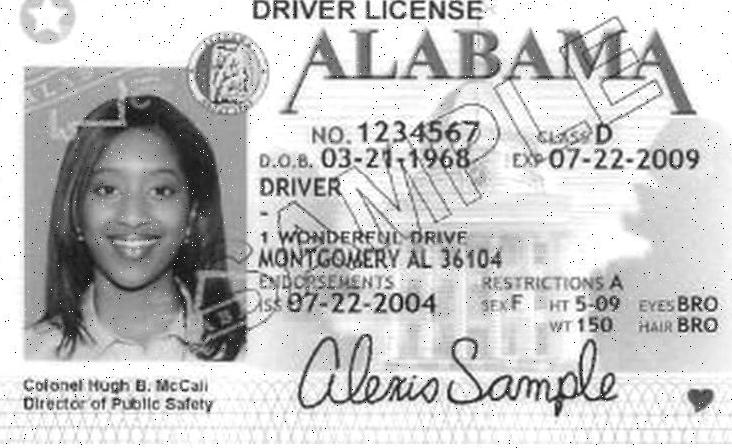 DRIVER LICENSE
ALABAMA
NO. 1234567 CLASS D
D.O.B. 03-21-1968 EXP 07-22-2009
DRIVER
-
1 WONDERFUL DRIVE
MONTGOMERY AL 36104
ENDORSEMENTS RESTRICTIONS A
ISS 07-22-2004 SEX F HT 5-09 EYES BRO
WT 150 HAIR BRO
SAMPLE
Alexis Sample
Colonel Hugh B. McCall
Director of Public Safety